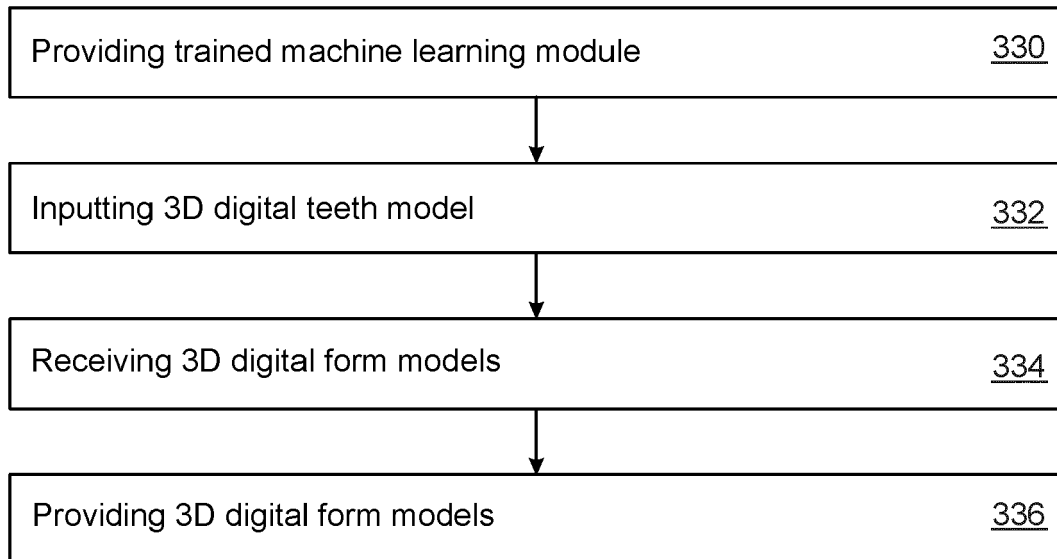 Providing trained machine learning module 330
Inputting 3D digital teeth model 332
Receiving 3D digital form models 334
Providing 3D digital form models 336